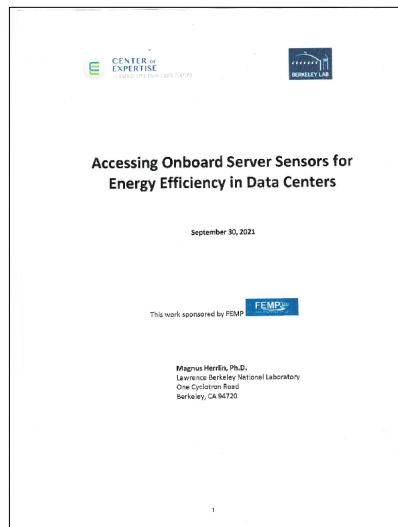 CENTER OF
EXPERTISE
BERKELEY LAB
Accessing Onboard Server Sensors for
Energy Efficiency in Data Centers
September 30, 2021
This work sponsored by FEMP
FEMP
Magnus Herrlin, Ph.D.
Lawrence Berkeley National Laboratory
One Cyclotron Road
Berkeley, CA 94720
1